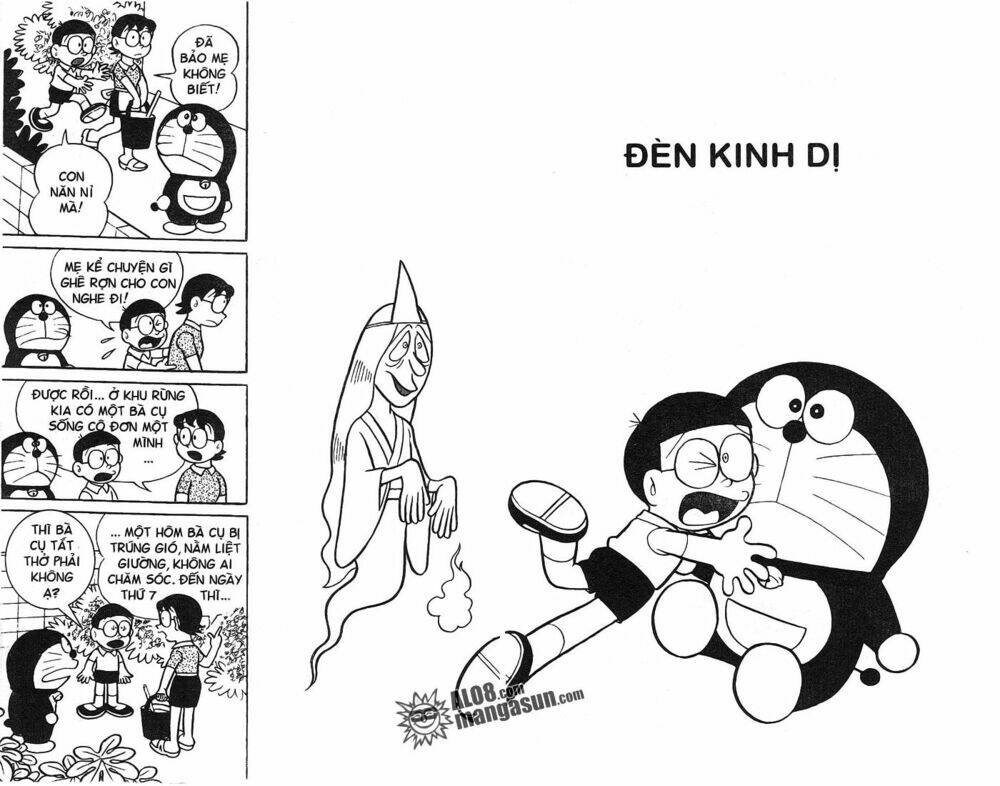 ĐÃ
BẢO MẸ
KHÔNG
BIẾT!
CON
NĂN NỈ
MÀ!
MẸ KỂ CHUYỆN GÌ
GHÊ RỢN CHO CON
NGHE ĐI!
ĐƯỢC RỒI... Ở KHU RỪNG
KIA CÓ MỘT BÀ CỤ
SỐNG CÔ ĐƠN MỘT
MÌNH
...
THÌ BÀ
CỤ TẮT
THỞ PHẢI
KHÔNG
Ạ?
... MỘT HÔM BÀ CỤ BỊ
TRÚNG GIÓ, NẰM LIỆT
GIƯỜNG, KHÔNG AI
CHĂM SÓC. ĐẾN NGÀY
THỨ 7 THÌ...
ĐÈN KINH DỊ
ALO8.com
mangasun.com